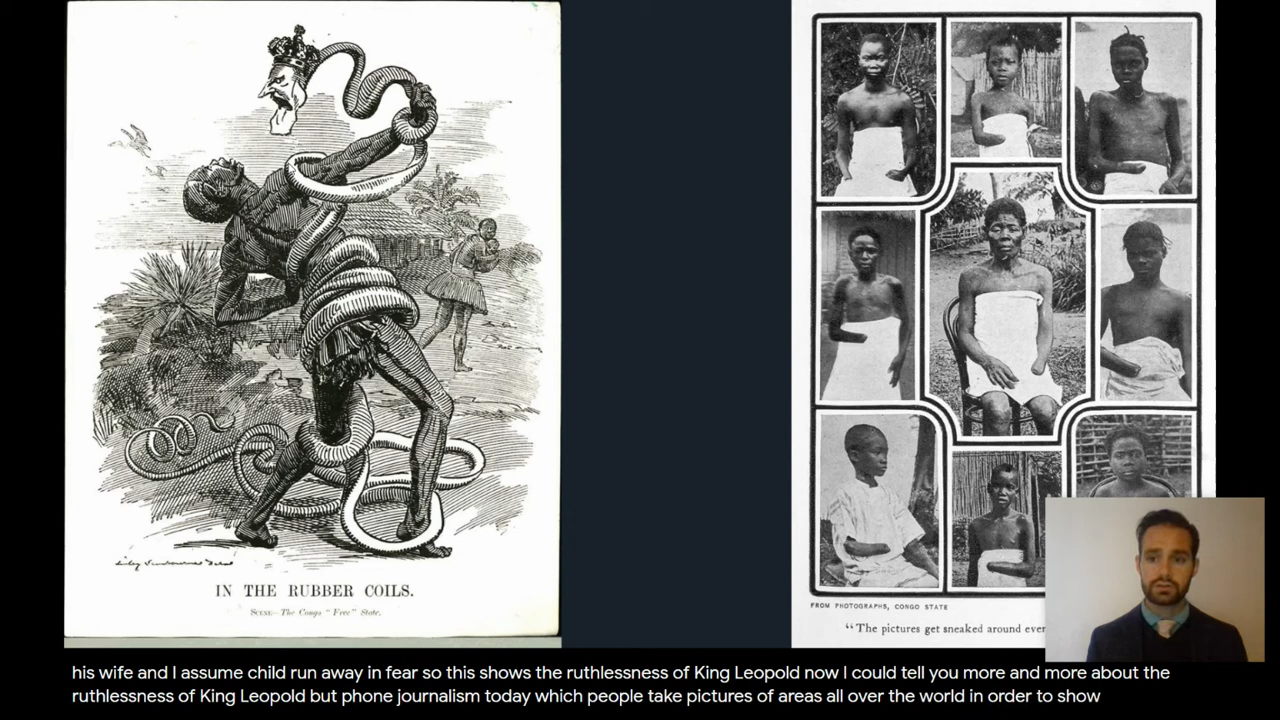 IN THE RUBBER COILS.
SCENE—The Congo "Free" State.
FROM PHOTOGRAPHS, CONGO STATE
"The pictures get sneaked around ever
his wife and I assume child run away in fear so this shows the ruthlessness of King Leopold now I could tell you more and more about the
ruthlessness of King Leopold but phone journalism today which people take pictures of areas all over the world in order to show